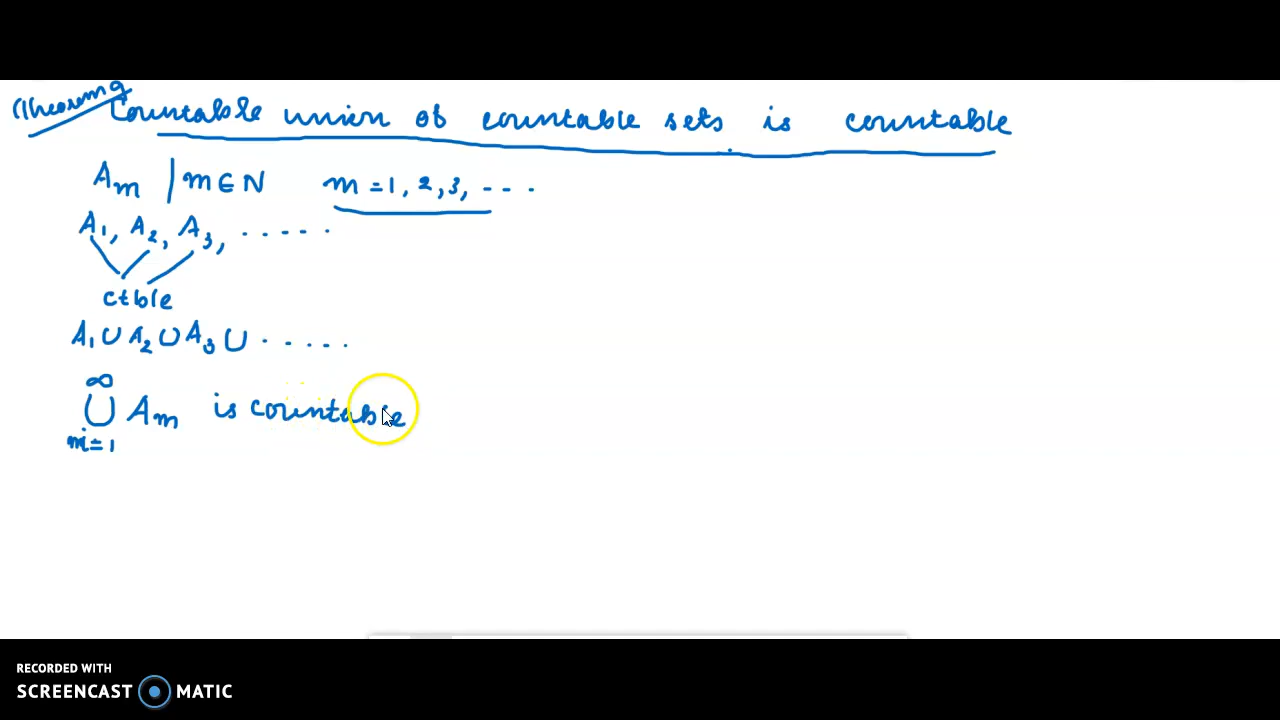 Theorem 9
Countable union of countable sets is countable
Am | m ∈ N m = 1, 2, 3, - - -
A1, A2, A3, . . . . .
ctble
A1 ∪ A2 ∪ A3 ∪ . . . . .
∞
∪ Am is countable
m=1
RECORDED WITH
SCREENCAST MATIC